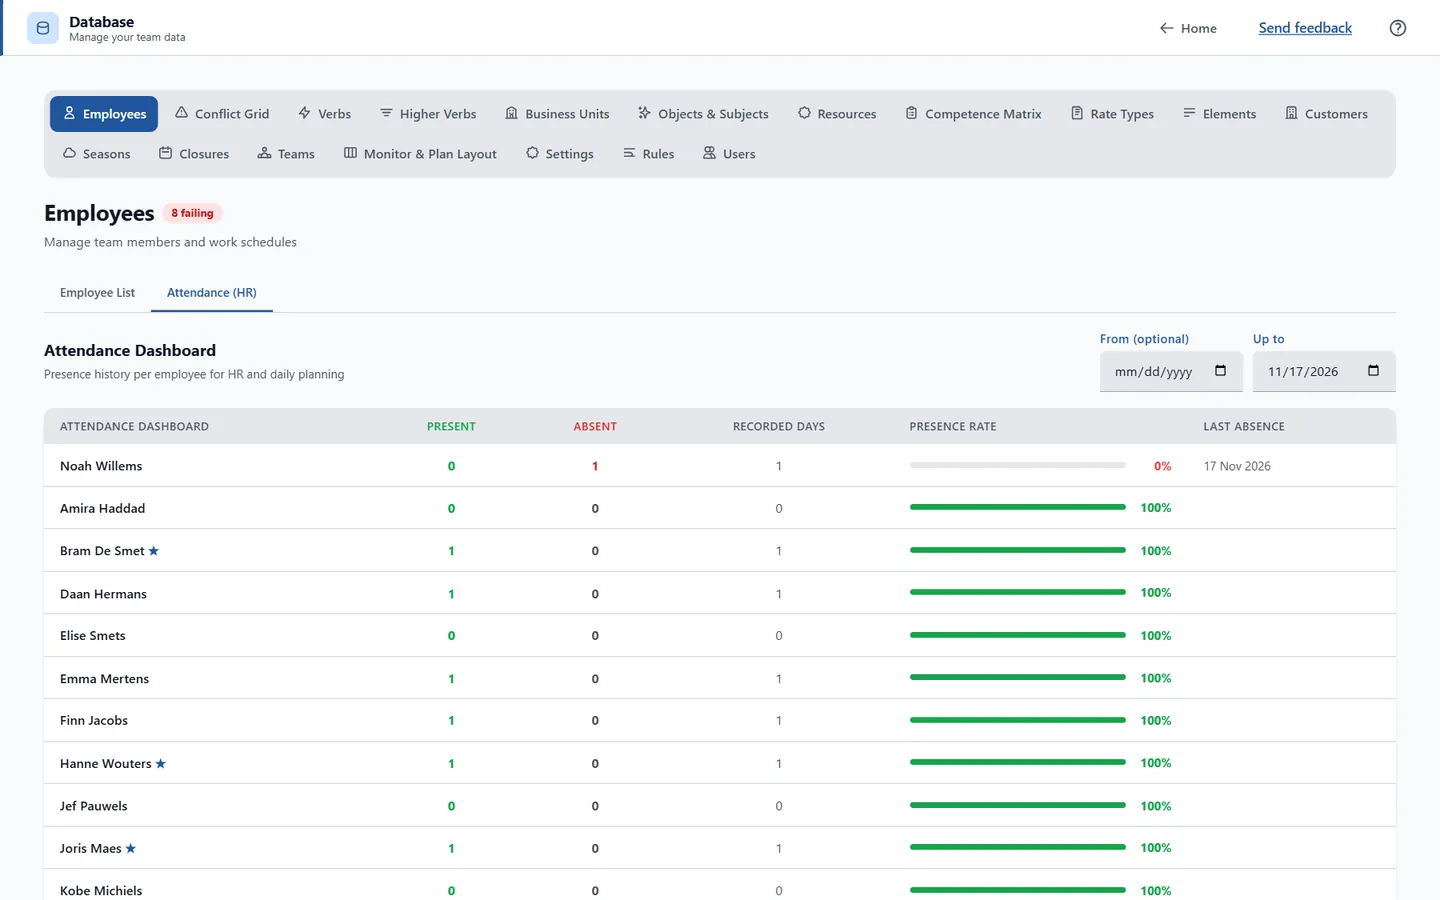 Database
Manage your team data
Home
Send feedback
Employees
Conflict Grid
Verbs
Higher Verbs
Business Units
Objects & Subjects
Resources
Competence Matrix
Rate Types
Elements
Customers
Seasons
Closures
Teams
Monitor & Plan Layout
Settings
Rules
Users
Employees 8 failing
Manage team members and work schedules
Employee List
Attendance (HR)
Attendance Dashboard
Presence history per employee for HR and daily planning
From (optional)
mm/dd/yyyy
Up to
11/17/2026
ATTENDANCE DASHBOARD PRESENT ABSENT RECORDED DAYS PRESENCE RATE LAST ABSENCE
Noah Willems 0 1 1 0% 17 Nov 2026
Amira Haddad 0 0 0 100%
Bram De Smet ★ 1 0 1 100%
Daan Hermans 1 0 1 100%
Elise Smets 0 0 0 100%
Emma Mertens 1 0 1 100%
Finn Jacobs 1 0 1 100%
Hanne Wouters ★ 1 0 1 100%
Jef Pauwels 0 0 0 100%
Joris Maes ★ 1 0 1 100%
Kobe Michiels 0 0 0 100%